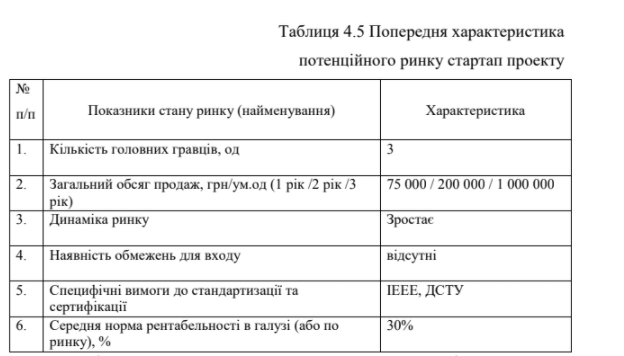 Таблиця 4.5 Попередня характеристика
потенційного ринку стартап проекту
№
п/п
Показники стану ринку (найменування)
Характеристика
1.
Кількість головних гравців, од
3
2.
Загальний обсяг продаж, грн/ум.од (1 рік /2 рік /3
рік)
75 000 / 200 000 / 1 000 000
3.
Динаміка ринку
Зростає
4.
Наявність обмежень для входу
відсутні
5.
Специфічні вимоги до стандартизації та
сертифікації
IEEE, ДСТУ
6.
Середня норма рентабельності в галузі (або по
ринку), %
30%